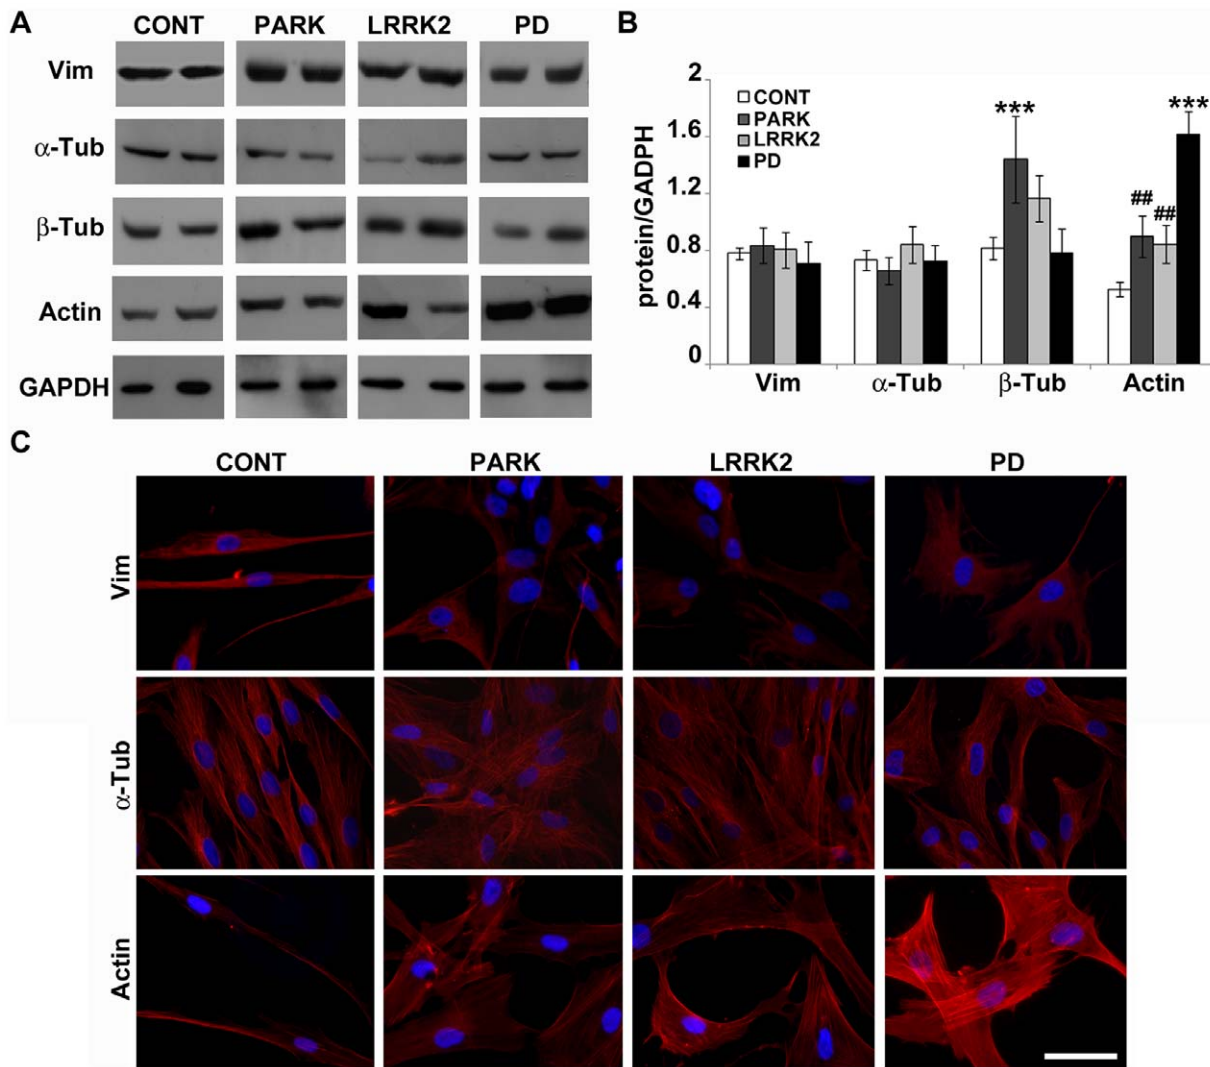 A
CONT PARK LRRK2 PD
Vim
α-Tub
β-Tub
Actin
GAPDH
B
protein/GADPH
2
1.6
1.2
0.8
0.4
0
CONT
PARK
LRRK2
PD
***
***
##
##
Vim α-Tub β-Tub Actin
C
CONT PARK LRRK2 PD
Vim
α-Tub
Actin